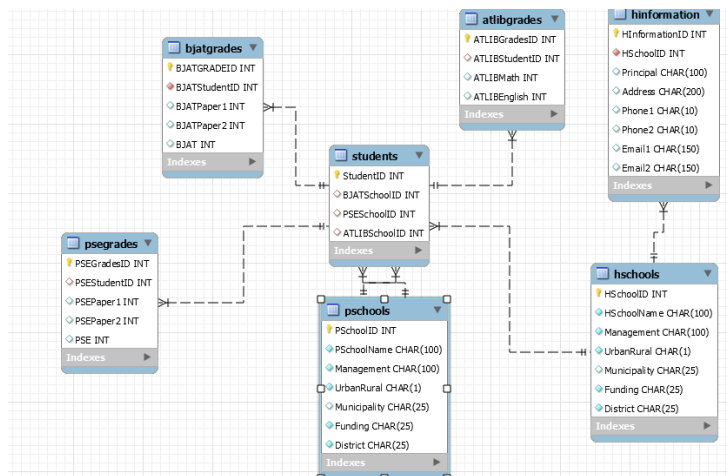 bjatgrades
BJATGRADEID INT
BJATStudentID INT
BJATPaper1 INT
BJATPaper2 INT
BJAT INT
Indexes
atlibgrades
ATLIBGradesID INT
ATLIBStudentID INT
ATLIBMath INT
ATLIBEnglish INT
Indexes
hinformation
HInformationID INT
HSchoolID INT
Principal CHAR(100)
Address CHAR(200)
Phone1 CHAR(10)
Phone2 CHAR(10)
Email1 CHAR(150)
Email2 CHAR(150)
Indexes
students
StudentID INT
BJATSchoolID INT
PSESchoolID INT
ATLIBSchoolID INT
Indexes
psegrades
PSEGradesID INT
PSEStudentID INT
PSEPaper1 INT
PSEPaper2 INT
PSE INT
Indexes
pschools
PSchoolID INT
PSchoolName CHAR(100)
Management CHAR(100)
UrbanRural CHAR(1)
Municipality CHAR(25)
Funding CHAR(25)
District CHAR(25)
Indexes
hschools
HSchoolID INT
HSchoolName CHAR(100)
Management CHAR(100)
UrbanRural CHAR(1)
Municipality CHAR(25)
Funding CHAR(25)
District CHAR(25)
Indexes